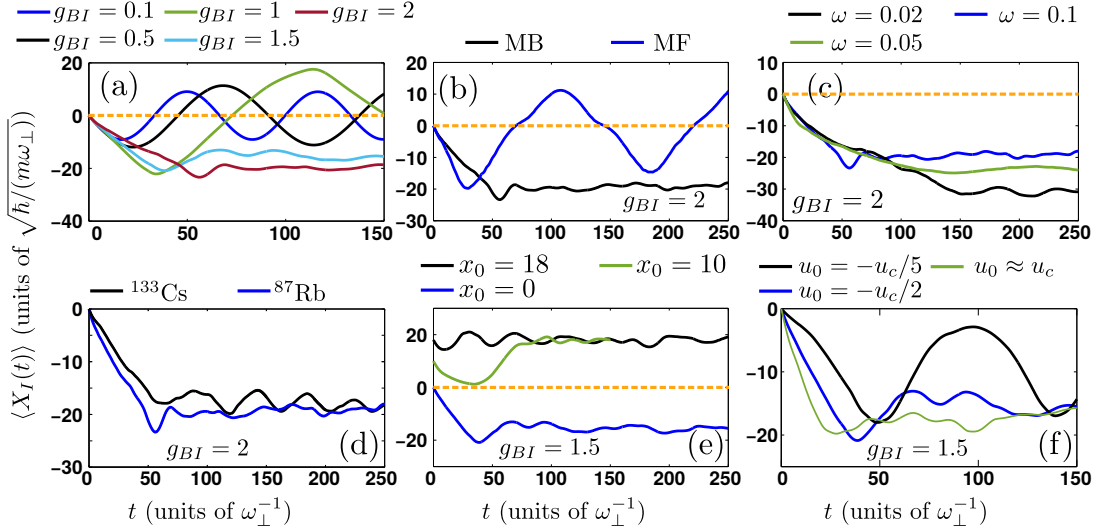 g_{BI} = 0.1 g_{BI} = 1 g_{BI} = 2
g_{BI} = 0.5 g_{BI} = 1.5
MB MF
ω = 0.02 ω = 0.1
ω = 0.05
⟨X_I(t)⟩ (units of √ħ/(mω_⊥))
(a)
20
10
0
−20
−40
0 50 100 150
(b)
20
10
0
−10
−20
−30
0 50 100 150 200 250
g_{BI} = 2
(c)
10
0
−10
−20
−30
−40
0 50 100 150 200 250
g_{BI} = 2
¹³³Cs ⁸⁷Rb
x_0 = 18 x_0 = 10
x_0 = 0
u_0 = −u_c/5 u_0 ≈ u_c
u_0 = −u_c/2
0
−10
−20
−30
0 50 100 150 200 250
g_{BI} = 2
(d)
20
0
−20
0 50 100 150 200 250
g_{BI} = 1.5
(e)
0
−10
−20
0 50 100 150
g_{BI} = 1.5
(f)
t (units of ω_⊥^{−1})
t (units of ω_⊥^{−1})
t (units of ω_⊥^{−1})